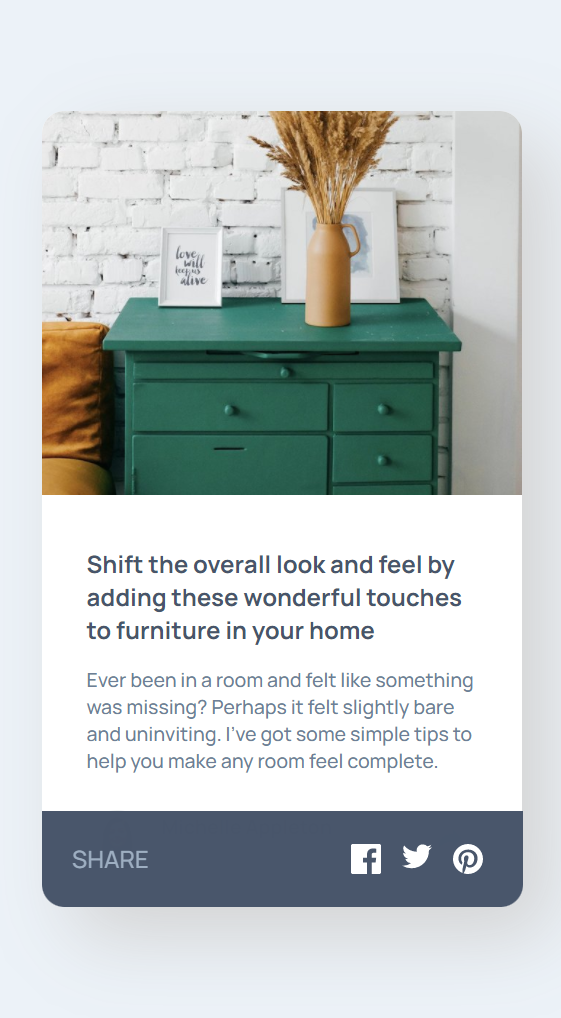 love
will
keep us
alive
Shift the overall look and feel by
adding these wonderful touches
to furniture in your home
Ever been in a room and felt like something
was missing? Perhaps it felt slightly bare
and uninviting. I’ve got some simple tips to
help you make any room feel complete.
SHARE